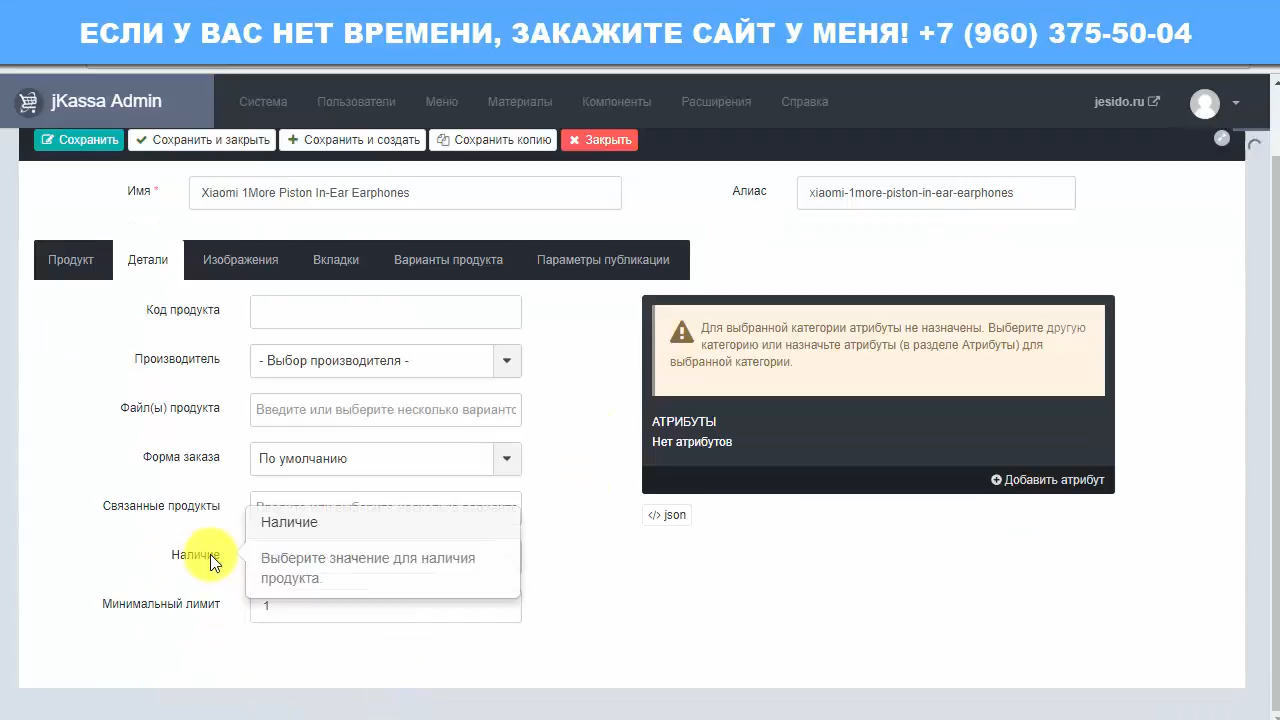 ЕСЛИ У ВАС НЕТ ВРЕМЕНИ, ЗАКАЖИТЕ САЙТ У МЕНЯ! +7 (960) 375-50-04
jKassa Admin
Система Пользователи Меню Материалы Компоненты Расширения Справка jesido.ru
Сохранить Сохранить и закрыть Сохранить и создать Сохранить копию Закрыть
Имя * Xiaomi 1More Piston In-Ear Earphones Алиас xiaomi-1more-piston-in-ear-earphones
Продукт Детали Изображения Вкладки Варианты продукта Параметры публикации
Код продукта
Производитель - Выбор производителя -
Файл(ы) продукта Введите или выберите несколько вариантс
Форма заказа По умолчанию
Связанные продукты
Наличие
Наличие
Выберите значение для наличия
продукта.
Минимальный лимит 1
Для выбранной категории атрибуты не назначены. Выберите другую
категорию или назначьте атрибуты (в разделе Атрибуты) для
выбранной категории.
АТРИБУТЫ
Нет атрибутов
Добавить атрибут
</> json